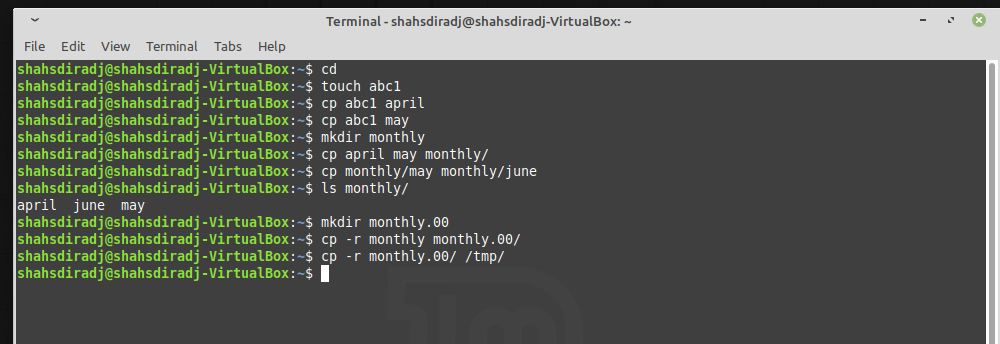 Terminal - shahsdiradj@shahsdiradj-VirtualBox: ~
File Edit View Terminal Tabs Help
shahsdiradj@shahsdiradj-VirtualBox:~$ cd
shahsdiradj@shahsdiradj-VirtualBox:~$ touch abc1
shahsdiradj@shahsdiradj-VirtualBox:~$ cp abc1 april
shahsdiradj@shahsdiradj-VirtualBox:~$ cp abc1 may
shahsdiradj@shahsdiradj-VirtualBox:~$ mkdir monthly
shahsdiradj@shahsdiradj-VirtualBox:~$ cp april may monthly/
shahsdiradj@shahsdiradj-VirtualBox:~$ cp monthly/may monthly/june
shahsdiradj@shahsdiradj-VirtualBox:~$ ls monthly/
april  june  may
shahsdiradj@shahsdiradj-VirtualBox:~$ mkdir monthly.00
shahsdiradj@shahsdiradj-VirtualBox:~$ cp -r monthly monthly.00/
shahsdiradj@shahsdiradj-VirtualBox:~$ cp -r monthly.00/ /tmp/
shahsdiradj@shahsdiradj-VirtualBox:~$